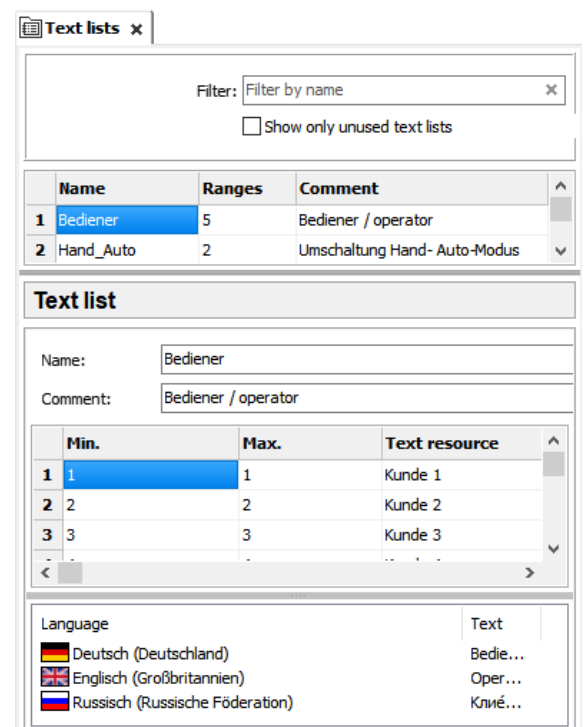 Text lists
Filter: Filter by name
Show only unused text lists
Name Ranges Comment
1 Bediener 5 Bediener / operator
2 Hand_Auto 2 Umschaltung Hand- Auto-Modus
Text list
Name: Bediener
Comment: Bediener / operator
Min. Max. Text resource
1 1 1 Kunde 1
2 2 2 Kunde 2
3 3 3 Kunde 3
Language Text
Deutsch (Deutschland) Bedie...
Englisch (Großbritannien) Oper...
Russisch (Russische Föderation) Клиé...